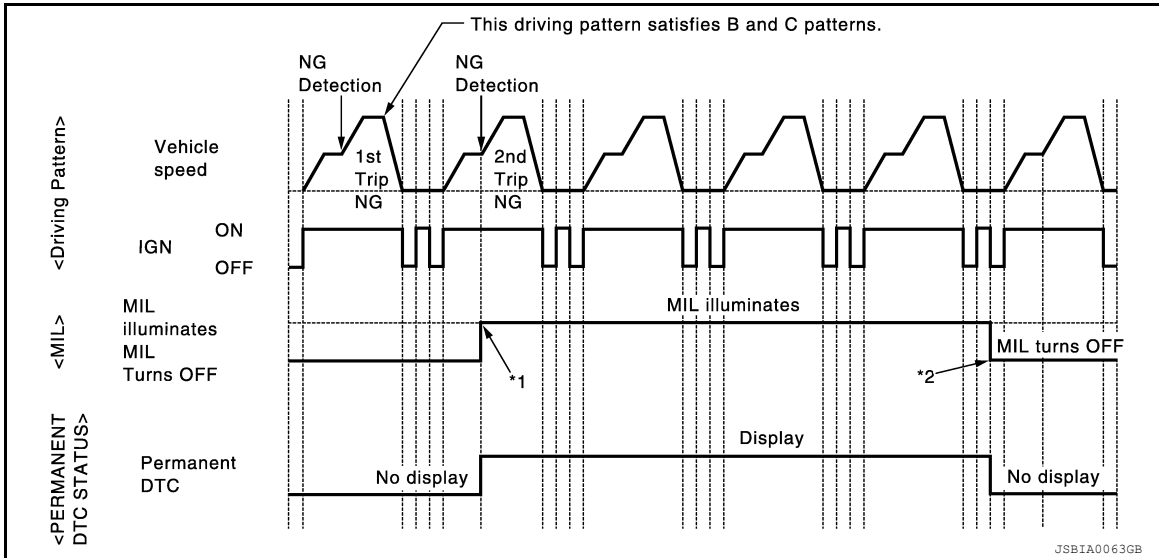 This driving pattern satisfies B and C patterns.
NG
Detection
NG
Detection
<Driving Pattern>
Vehicle
speed
1st
Trip
NG
2nd
Trip
NG
IGN
ON
OFF
<MIL>
MIL
illuminates
MIL
Turns OFF
MIL illuminates
MIL turns OFF
*1
*2
<PERMANENT
DTC STATUS>
Permanent
DTC
No display
Display
No display
JSBIA0063GB